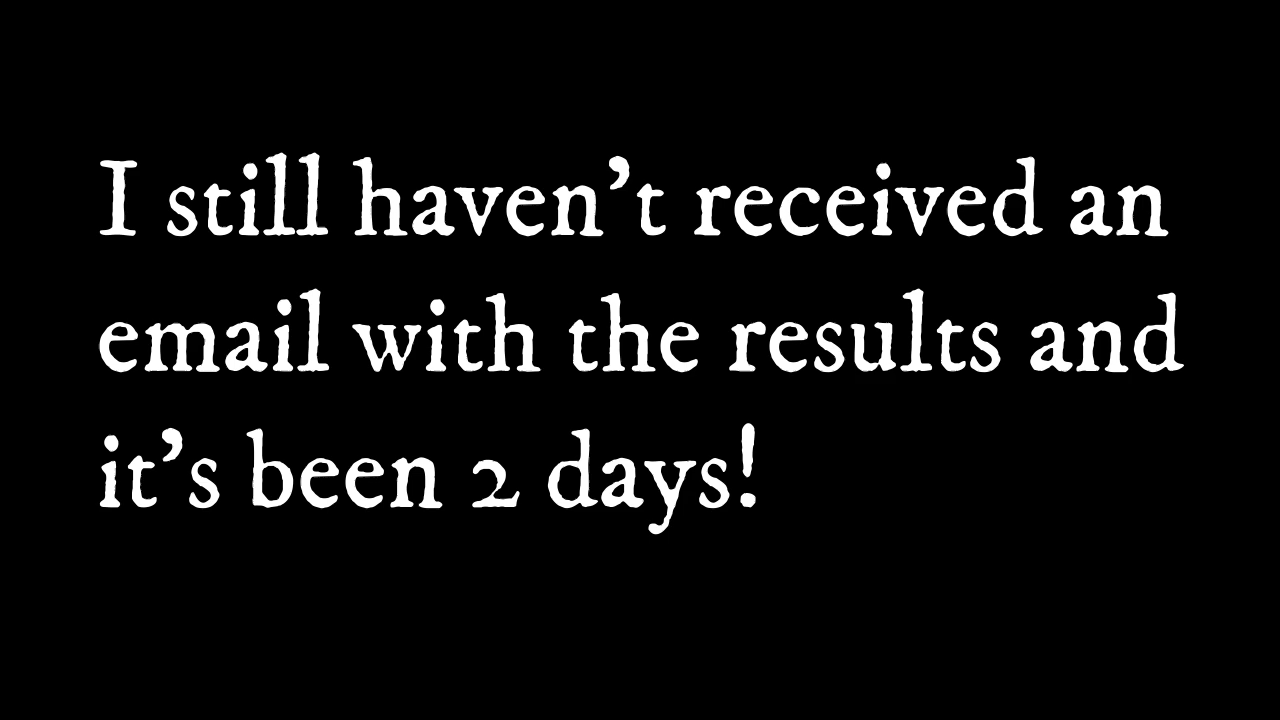 I still haven’t received an
email with the results and
it’s been 2 days!